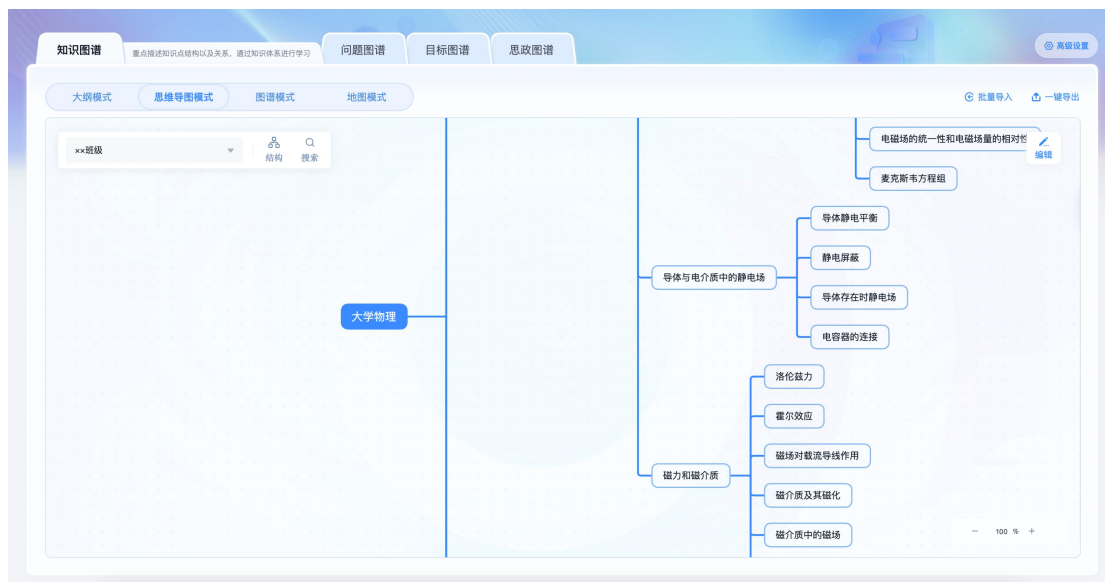 知识图谱
重点描述知识点结构以及关系，通过知识体系进行学习
问题图谱
目标图谱
思政图谱
高级设置
大纲模式
思维导图模式
图谱模式
地图模式
批量导入
一键导出
××班级
结构
搜索
编辑
电磁场的统一性和电磁场量的相对性
麦克斯韦方程组
导体静电平衡
静电屏蔽
导体与电介质中的静电场
导体存在时静电场
大学物理
电容器的连接
洛伦兹力
霍尔效应
磁场对载流导线作用
磁力和磁介质
磁介质及其磁化
磁介质中的磁场
− 100 % +